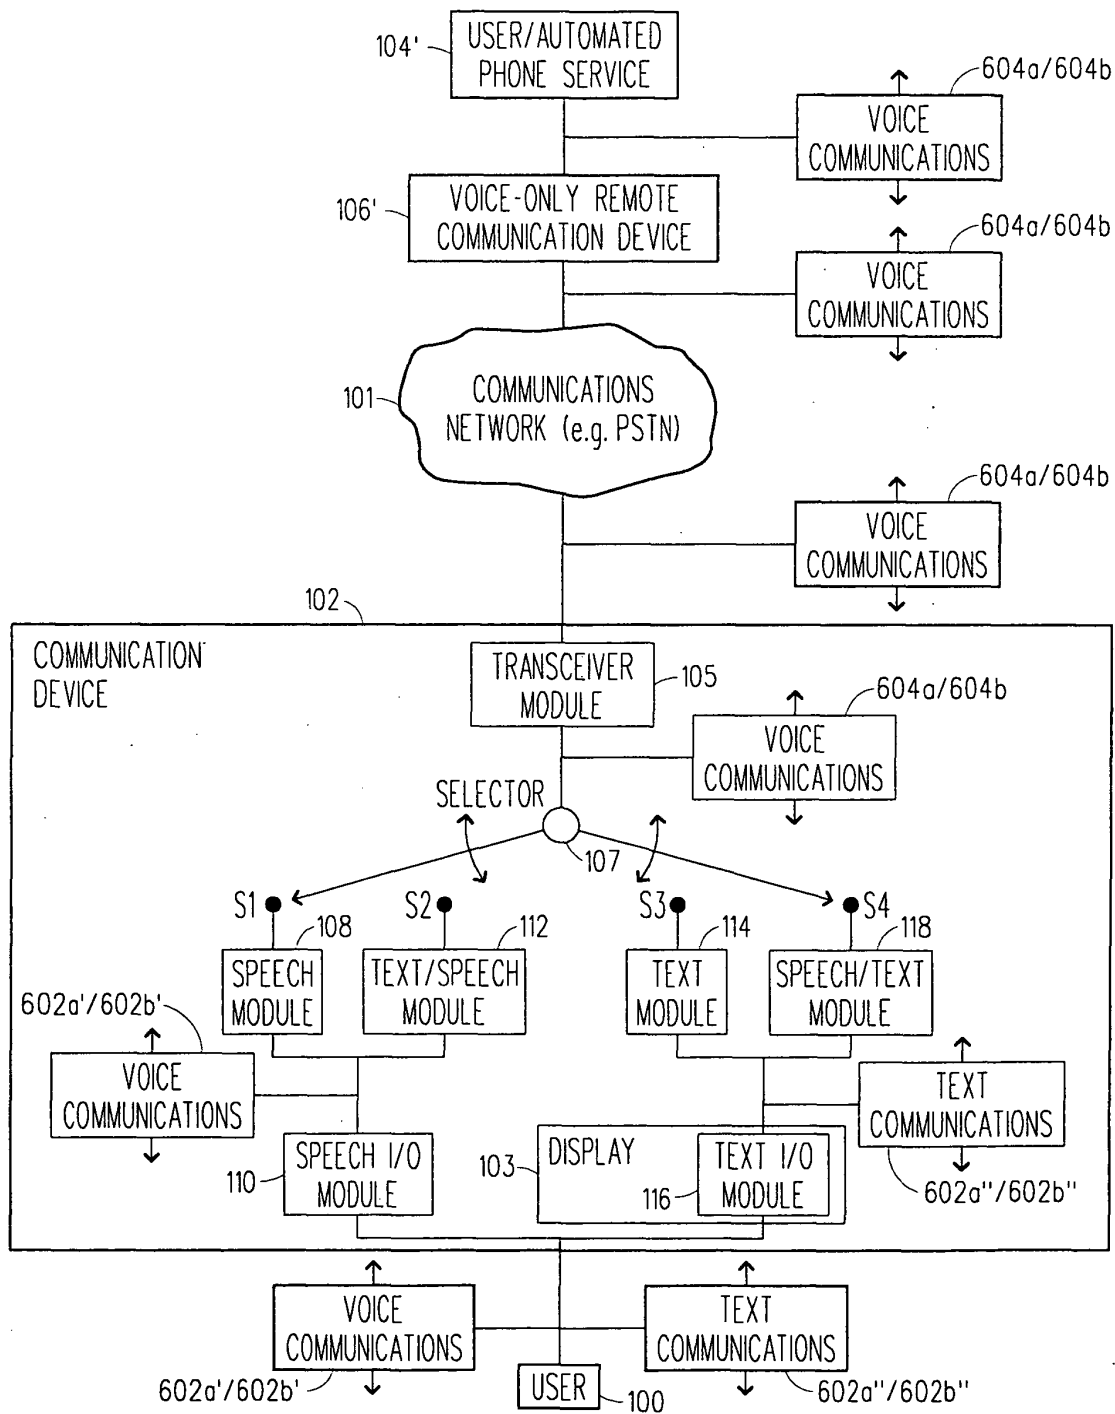 104'
USER/AUTOMATED
PHONE SERVICE
604a/604b
VOICE
COMMUNICATIONS
106'
VOICE-ONLY REMOTE
COMMUNICATION DEVICE
604a/604b
VOICE
COMMUNICATIONS
101
COMMUNICATIONS
NETWORK (e.g. PSTN)
604a/604b
VOICE
COMMUNICATIONS
102
COMMUNICATION
DEVICE
TRANSCEIVER
MODULE
105
604a/604b
VOICE
COMMUNICATIONS
SELECTOR
107
S1
S2
S3
S4
108
112
114
118
SPEECH
MODULE
TEXT/SPEECH
MODULE
TEXT
MODULE
SPEECH/TEXT
MODULE
602a'/602b'
VOICE
COMMUNICATIONS
TEXT
COMMUNICATIONS
602a"/602b"
110
SPEECH I/O
MODULE
103
DISPLAY
116
TEXT I/O
MODULE
VOICE
COMMUNICATIONS
602a'/602b'
TEXT
COMMUNICATIONS
602a"/602b"
USER
100